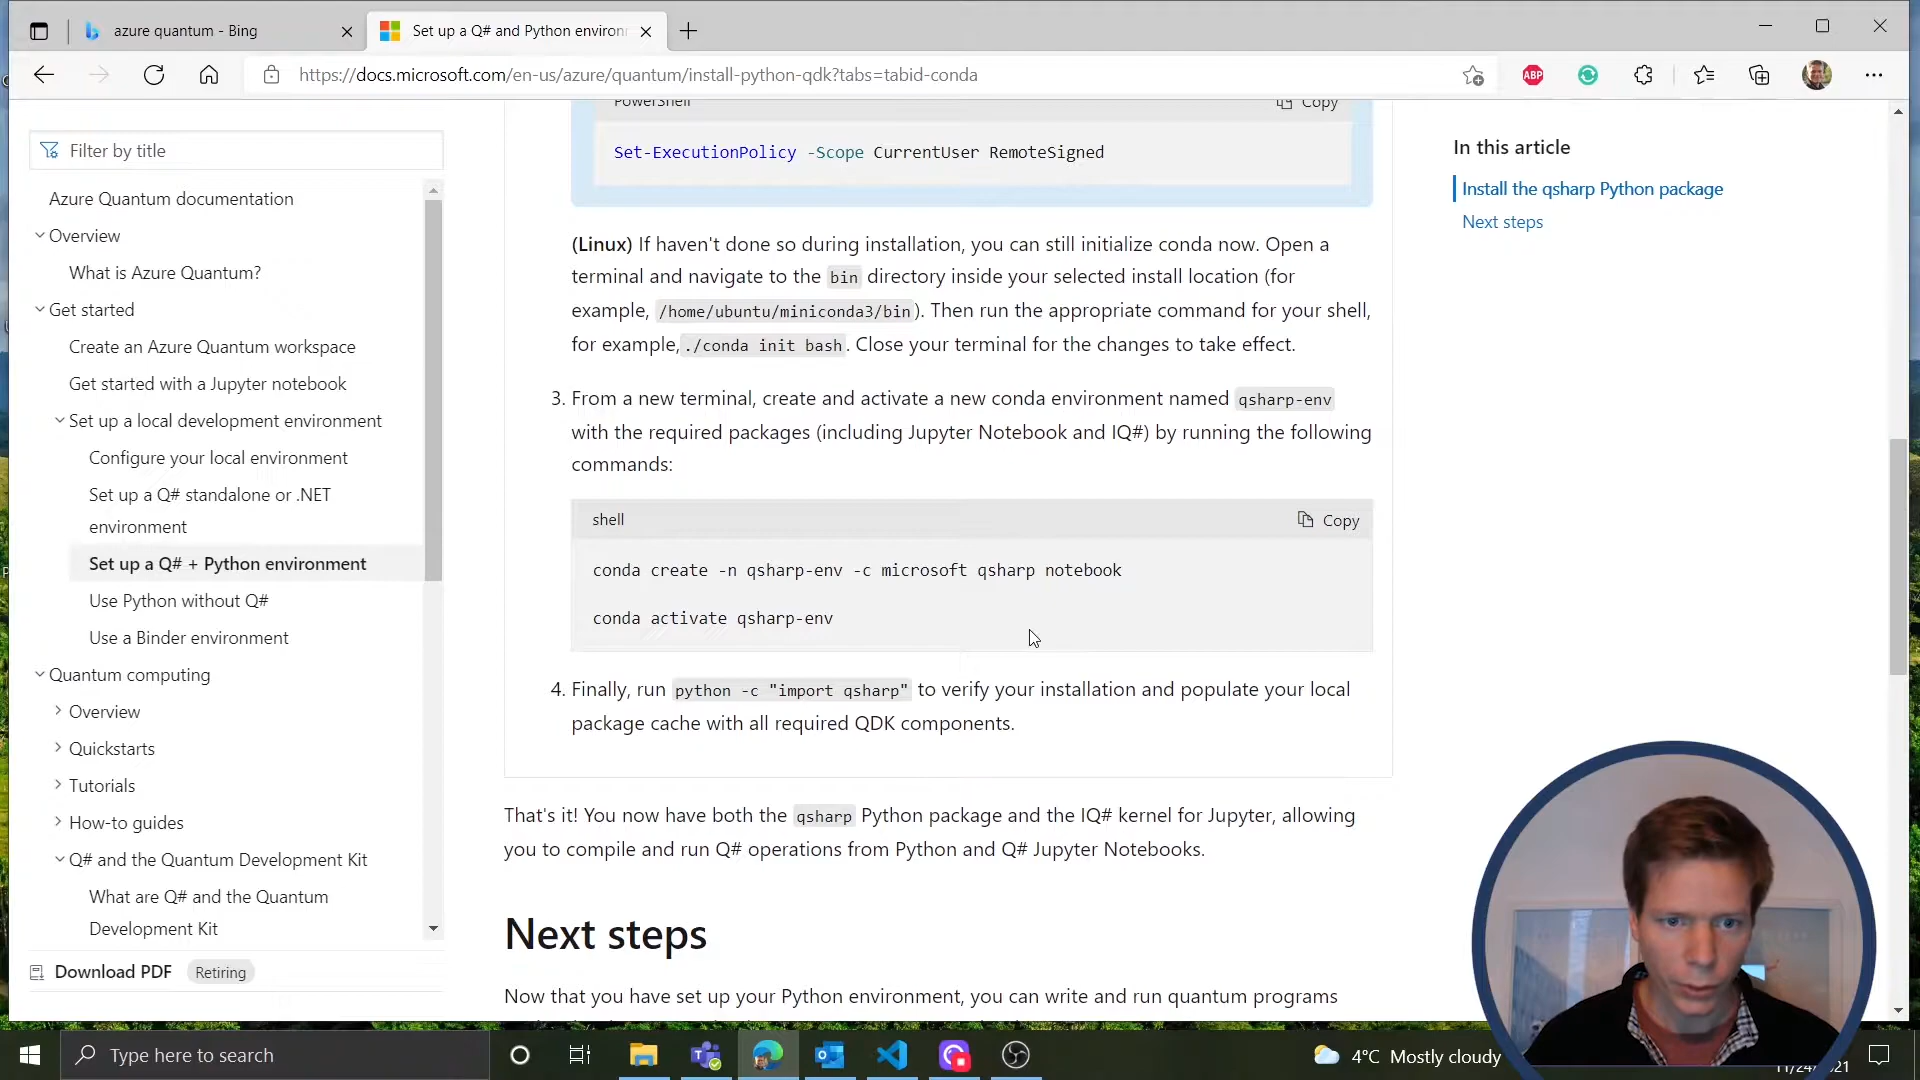 azure quantum - Bing
Set up a Q# and Python environ
https://docs.microsoft.com/en-us/azure/quantum/install-python-qdk?tabs=tabid-conda
ABP
Filter by title
Azure Quantum documentation
Overview
What is Azure Quantum?
Get started
Create an Azure Quantum workspace
Get started with a Jupyter notebook
Set up a local development environment
Configure your local environment
Set up a Q# standalone or .NET
environment
Set up a Q# + Python environment
Use Python without Q#
Use a Binder environment
Quantum computing
Overview
Quickstarts
Tutorials
How-to guides
Q# and the Quantum Development Kit
What are Q# and the Quantum
Development Kit
Download PDF Retiring
PowerShell Copy
Set-ExecutionPolicy -Scope CurrentUser RemoteSigned
(Linux) If haven't done so during installation, you can still initialize conda now. Open a
terminal and navigate to the bin directory inside your selected install location (for
example, /home/ubuntu/miniconda3/bin). Then run the appropriate command for your shell,
for example, ./conda init bash. Close your terminal for the changes to take effect.
3. From a new terminal, create and activate a new conda environment named qsharp-env
with the required packages (including Jupyter Notebook and IQ#) by running the following
commands:
shell Copy
conda create -n qsharp-env -c microsoft qsharp notebook
conda activate qsharp-env
4. Finally, run python -c "import qsharp" to verify your installation and populate your local
package cache with all required QDK components.
That's it! You now have both the qsharp Python package and the IQ# kernel for Jupyter, allowing
you to compile and run Q# operations from Python and Q# Jupyter Notebooks.
Next steps
Now that you have set up your Python environment, you can write and run quantum programs
In this article
Install the qsharp Python package
Next steps
Type here to search
4°C Mostly cloudy